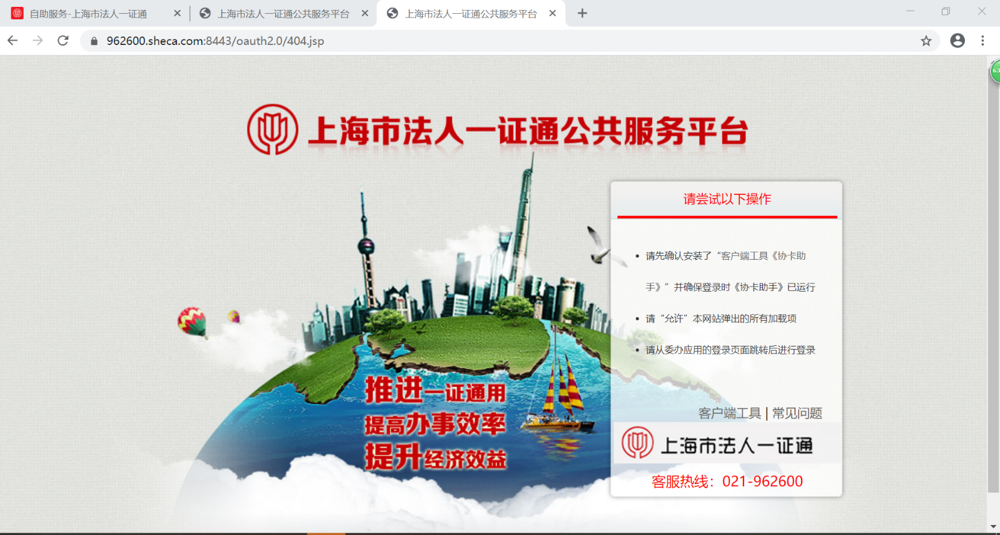 自助服务-上海市法人一证通
上海市法人一证通公共服务平台
上海市法人一证通公共服务平台
962600.sheca.com:8443/oauth2.0/404.jsp
63
上海市法人一证通公共服务平台
请尝试以下操作
请先确认安装了“客户端工具《协卡助
手》”并确保登录时《协卡助手》已运行
请“允许”本网站弹出的所有加载项
请从委办应用的登录页面跳转后进行登录
推进一证通用
提高办事效率
提升经济效益
客户端工具 | 常见问题
上海市法人一证通
客服热线：021-962600